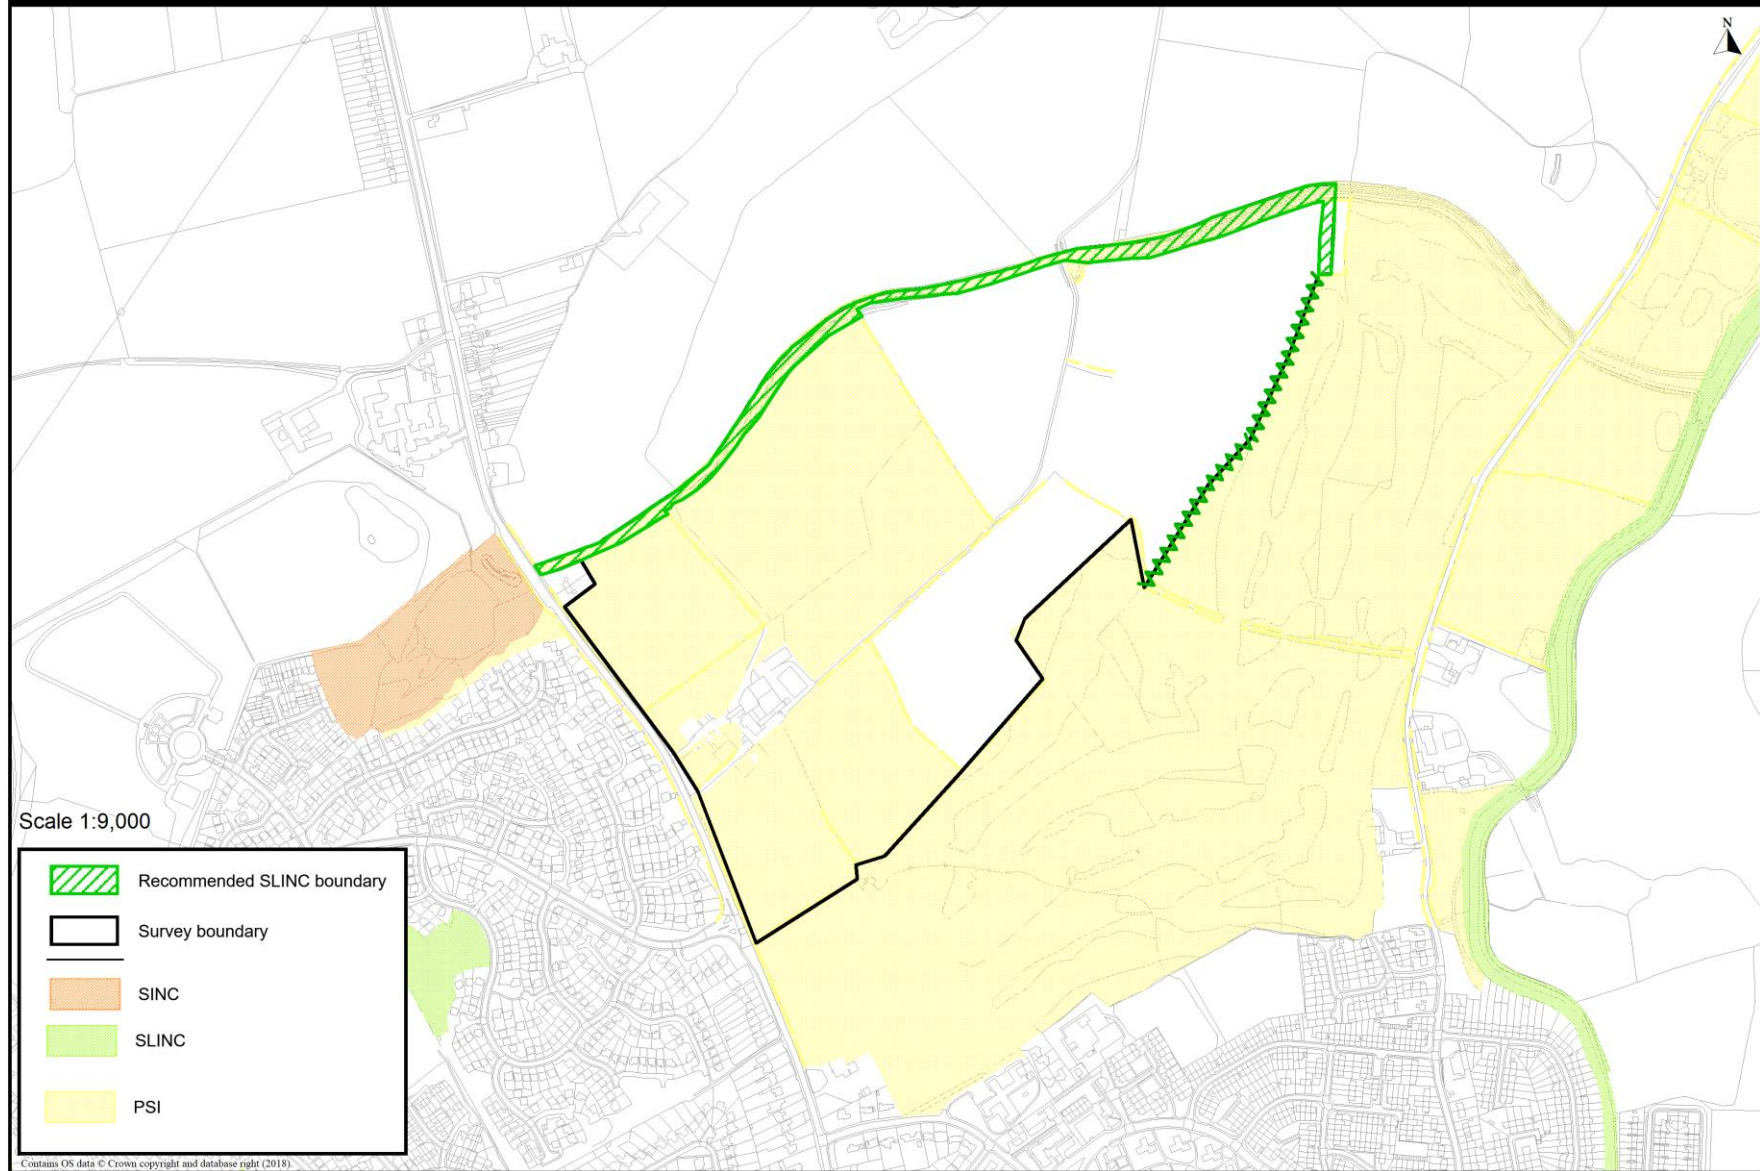 N
Scale 1:9,000
Recommended SLINC boundary
Survey boundary
SINC
SLINC
PSI
Contains OS data © Crown copyright and database right (2018).